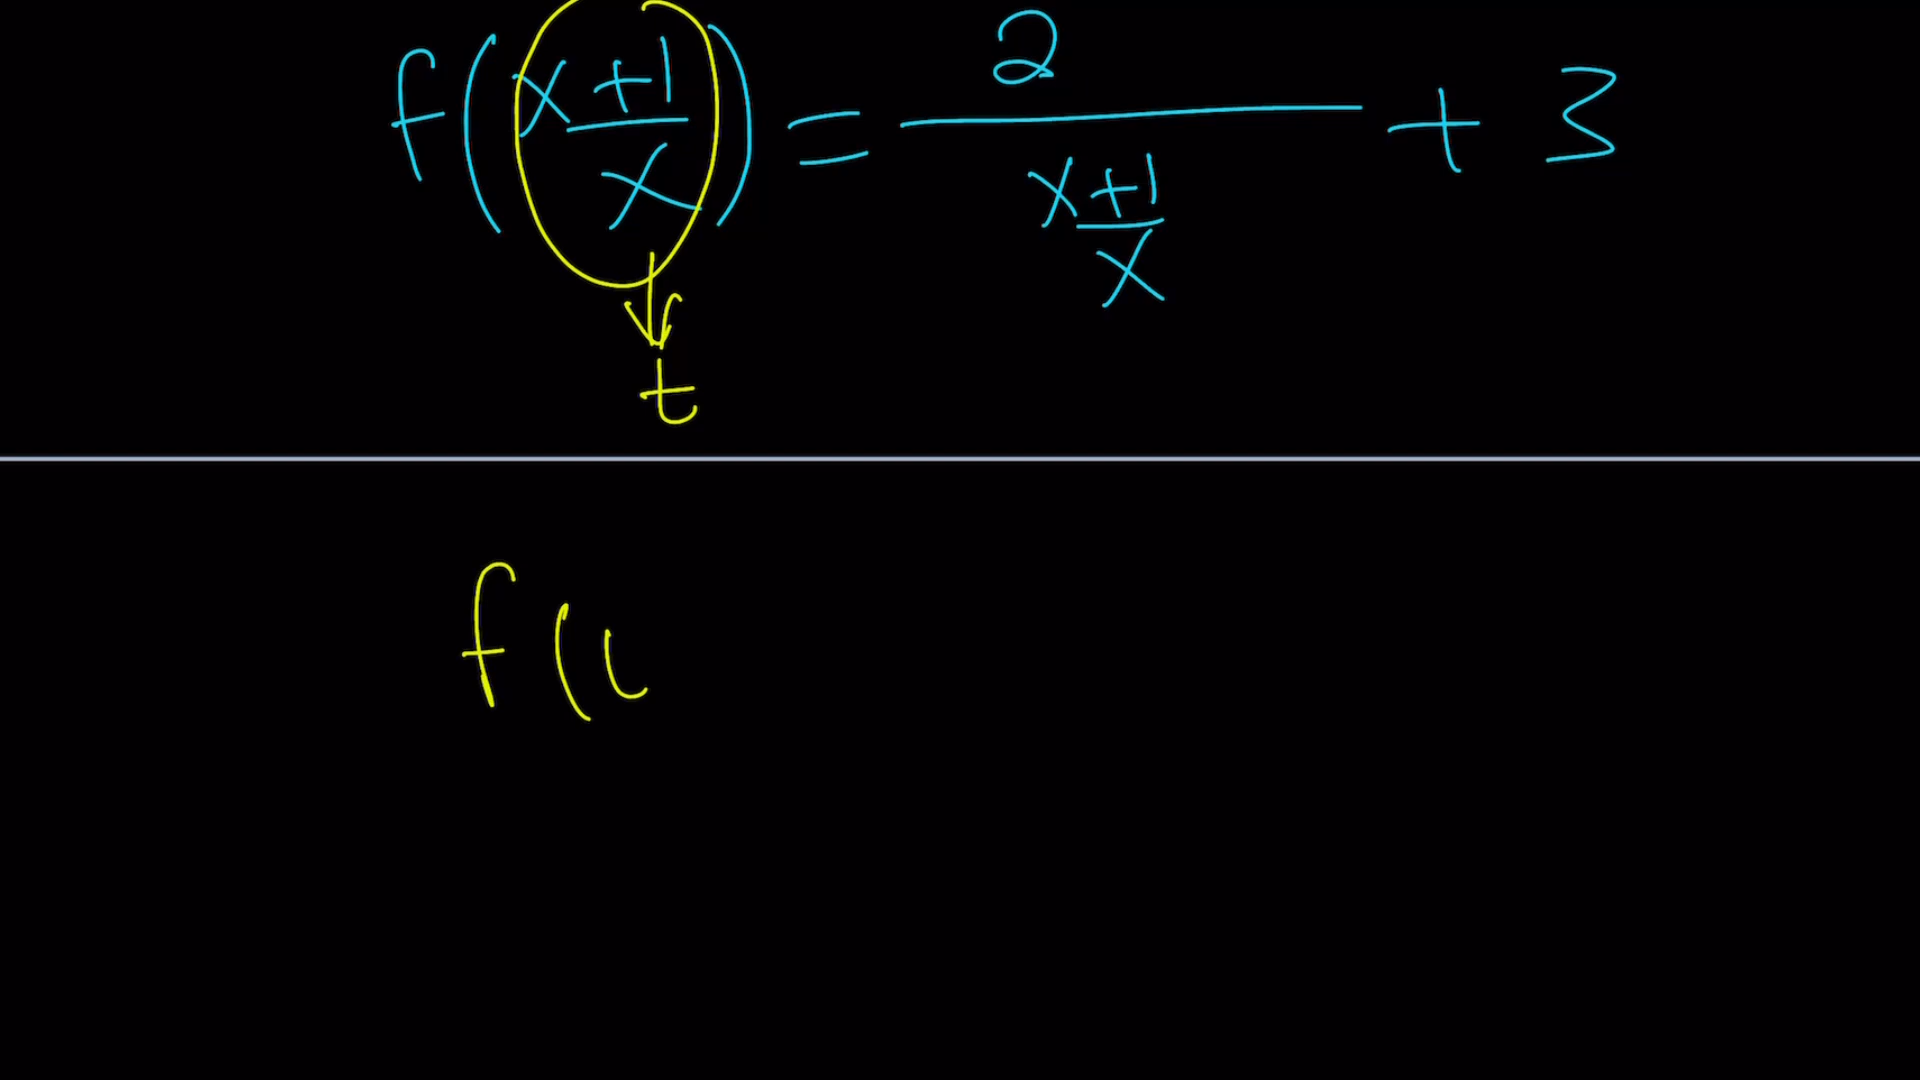 f(x+1/x) = 2/(x+1/x) + 3
t
f(